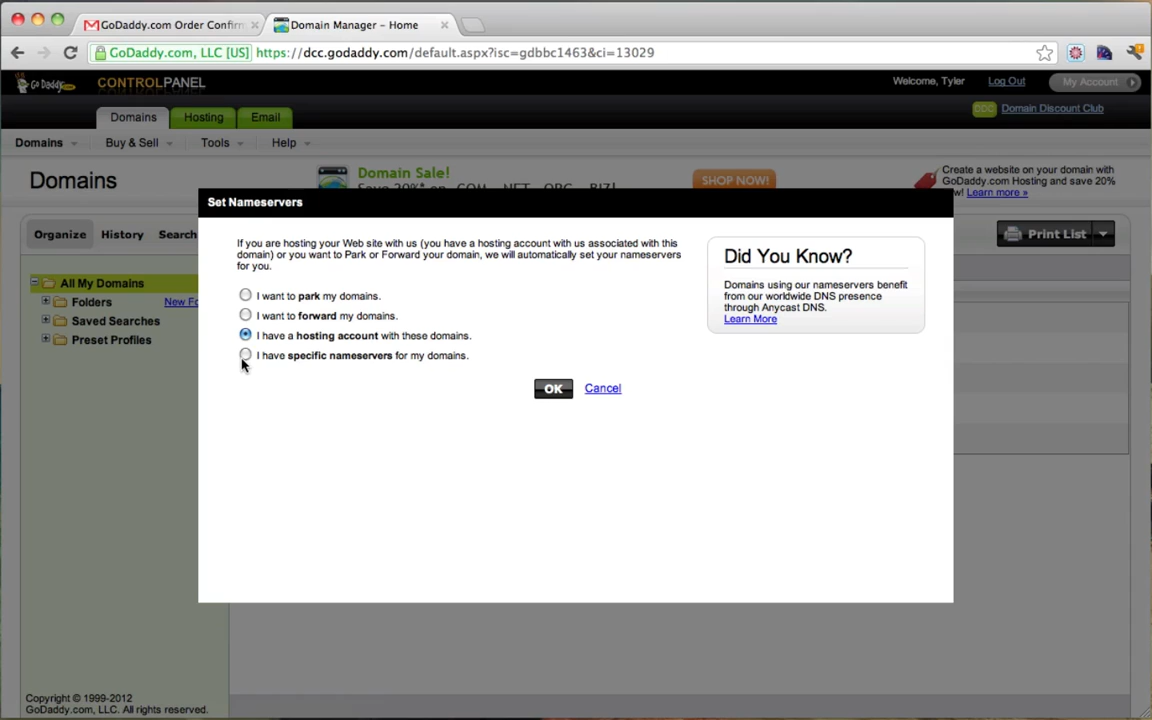 GoDaddy.com Order Confirm
Domain Manager – Home
GoDaddy.com, LLC [US]
https://dcc.godaddy.com/default.aspx?isc=gdbbc1463&ci=13029
Go Daddy.com
CONTROLPANEL
Welcome, Tyler
Log Out
My Account
Domains
Hosting
Email
DDC
Domain Discount Club
Domains
Buy & Sell
Tools
Help
Domains
Domain Sale!
SHOP NOW!
Create a website on your domain with
GoDaddy.com Hosting and save 20%
Learn more »
Set Nameservers
Organize
History
Search
Print List
If you are hosting your Web site with us (you have a hosting account with us associated with this
domain) or you want to Park or Forward your domain, we will automatically set your nameservers
for you.
I want to park my domains.
I want to forward my domains.
I have a hosting account with these domains.
I have specific nameservers for my domains.
OK
Cancel
Did You Know?
Domains using our nameservers benefit
from our worldwide DNS presence
through Anycast DNS.
Learn More
All My Domains
Folders
New Fo
Saved Searches
Preset Profiles
Copyright © 1999-2012
GoDaddy.com, LLC. All rights reserved.